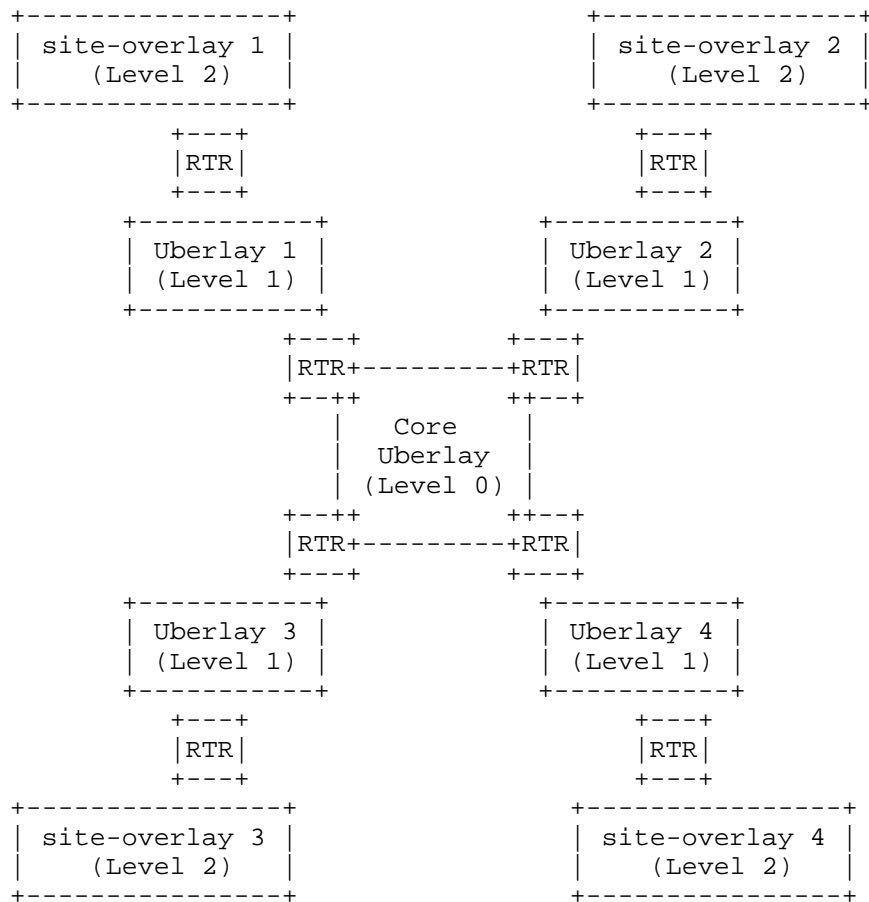 site-overlay 1 site-overlay 2
(Level 2) (Level 2)
RTR RTR
Uberlay 1 Uberlay 2
(Level 1) (Level 1)
RTR RTR
Core
Uberlay
(Level 0)
RTR RTR
Uberlay 3 Uberlay 4
(Level 1) (Level 1)
RTR RTR
site-overlay 3 site-overlay 4
(Level 2) (Level 2)